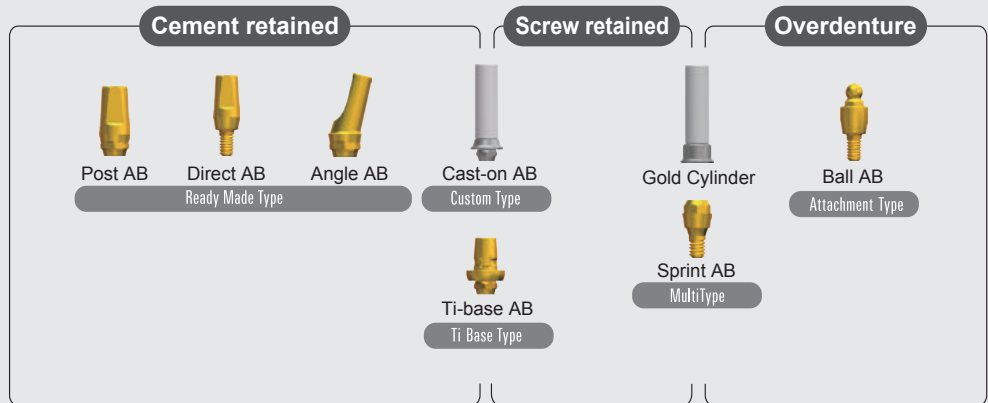 Cement retained
Screw retained
Overdenture
Post AB
Direct AB
Angle AB
Cast-on AB
Gold Cylinder
Ball AB
Ready Made Type
Custom Type
Attachment Type
Sprint AB
MultiType
Ti-base AB
Ti Base Type